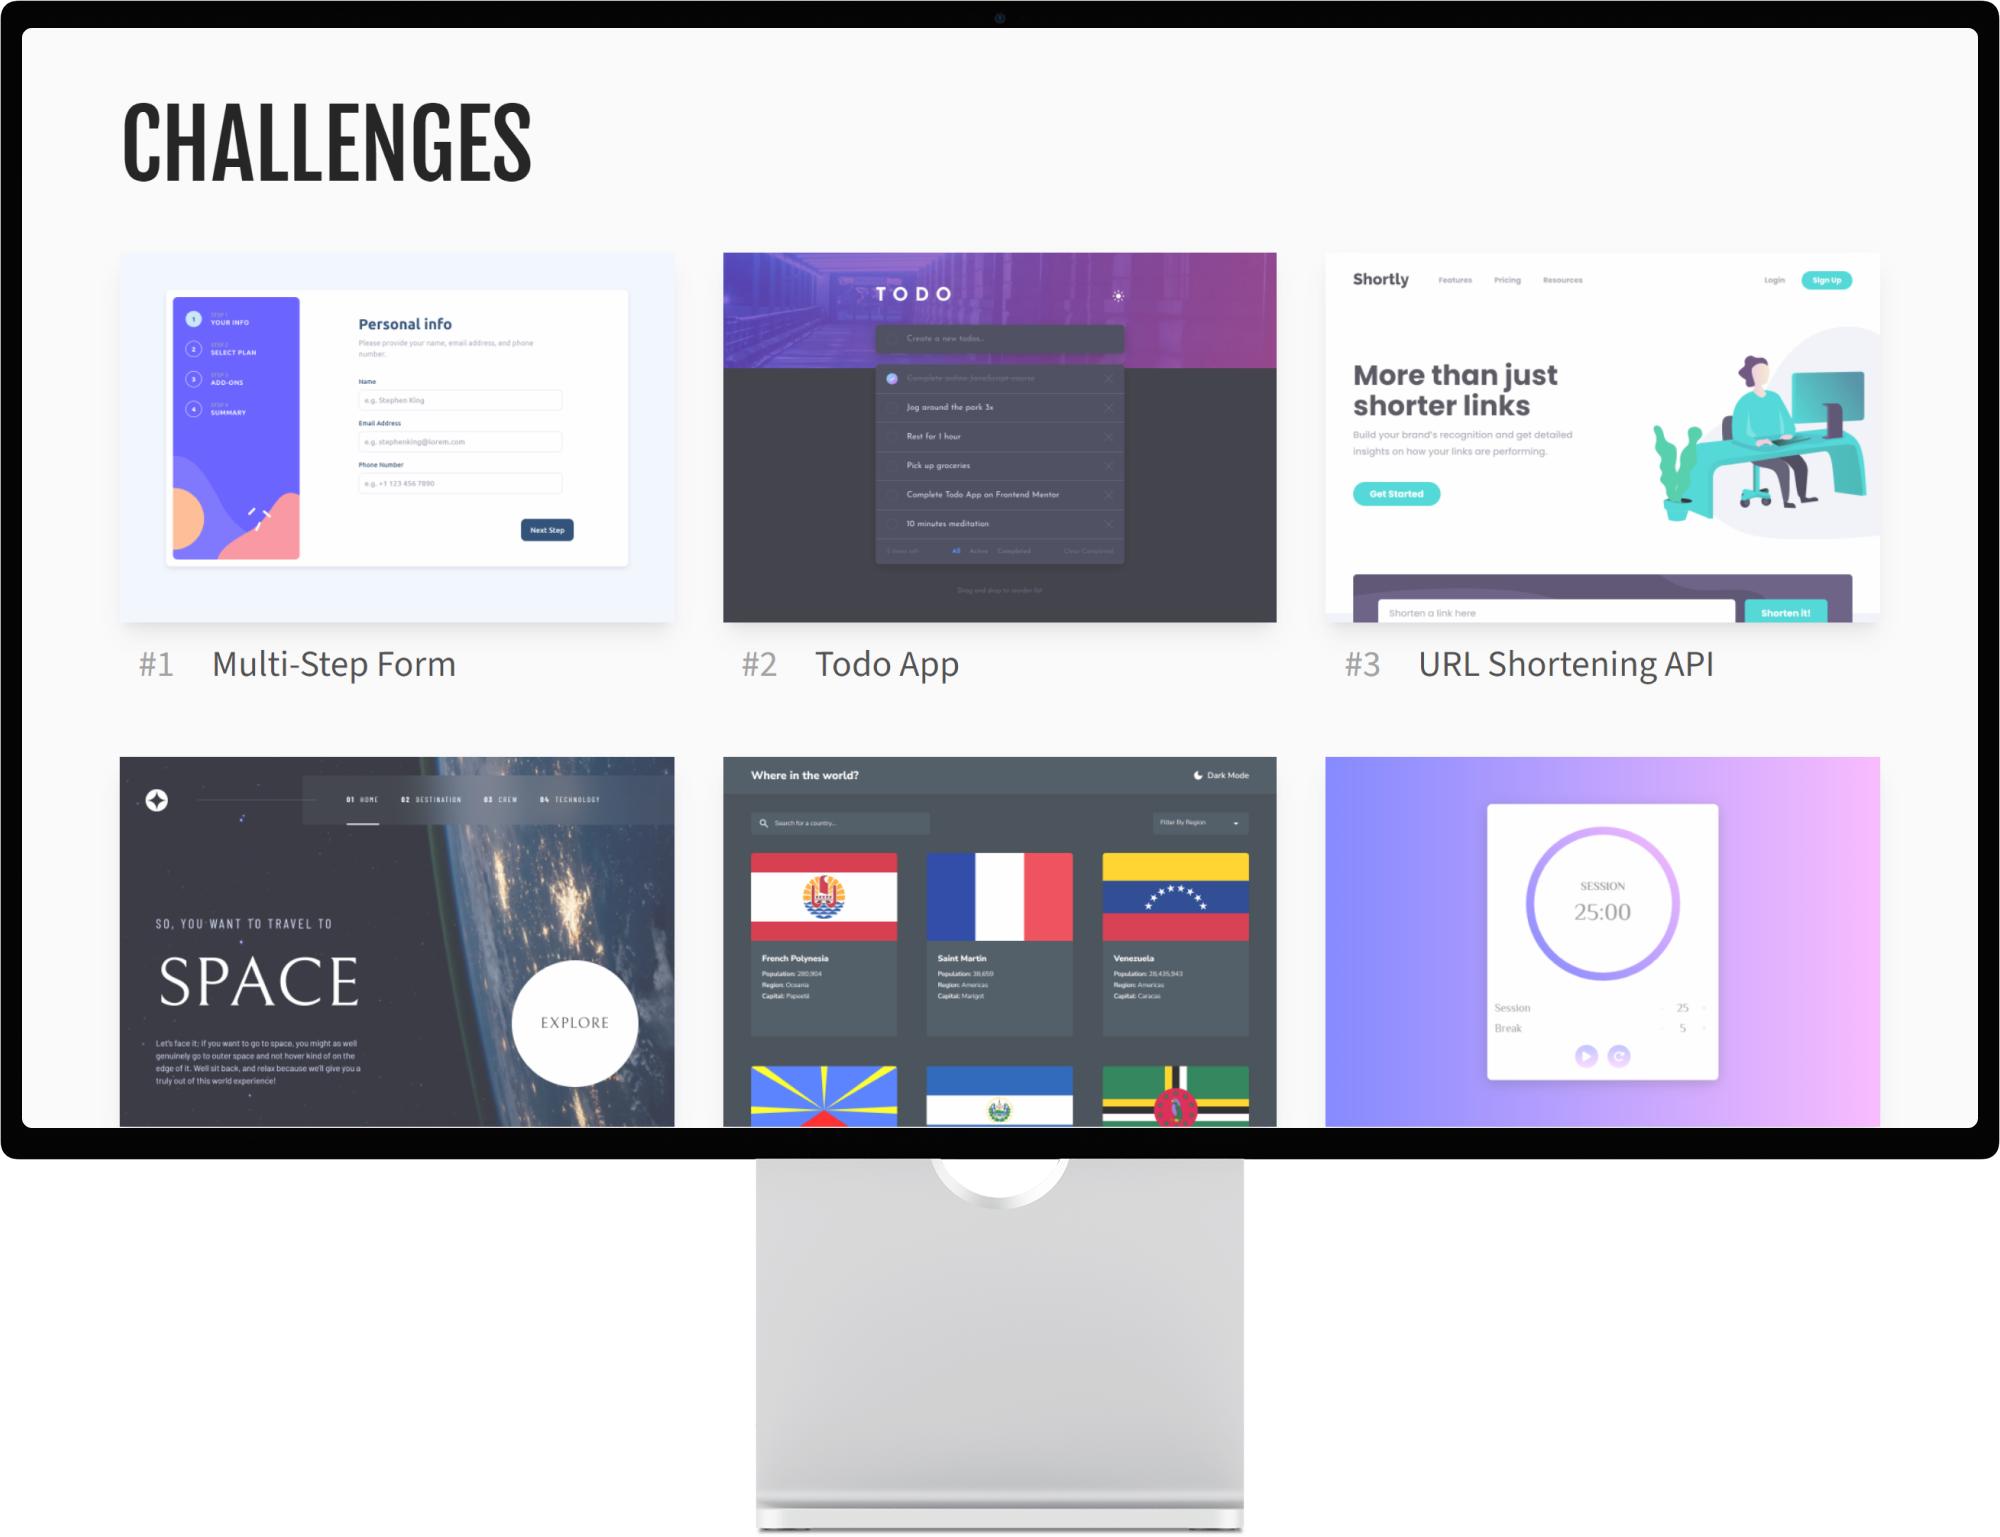 CHALLENGES
1 STEP 1
YOUR INFO
2 STEP 2
SELECT PLAN
3 STEP 3
ADD-ONS
4 STEP 4
SUMMARY
Personal info
Please provide your name, email address, and phone
number.
Name
e.g. Stephen King
Email Address
e.g. stephenking@lorem.com
Phone Number
e.g. +1 123 456 7890
Next Step
#1 Multi-Step Form
TODO
Create a new todos...
Complete online JavaScript course
Jog around the park 3x
Rest for 1 hour
Pick up groceries
Complete Todo App on Frontend Mentor
10 minutes meditation
5 items left All Active Completed Clear Completed
Drag and drop to reorder list
#2 Todo App
Shortly Features Pricing Resources Login Sign Up
More than just
shorter links
Build your brand's recognition and get detailed
insights on how your links are performing.
Get Started
Shorten a link here Shorten it!
#3 URL Shortening API
01 HOME 02 DESTINATION 03 CREW 04 TECHNOLOGY
SO, YOU WANT TO TRAVEL TO
SPACE
Let's face it; if you want to go to space, you might as well
genuinely go to outer space and not hover kind of on the
edge of it. Well sit back, and relax because we'll give you a
truly out of this world experience!
EXPLORE
Where in the world? Dark Mode
Search for a country... Filter By Region
French Polynesia
Population: 280,904
Region: Oceania
Capital: Papeetē
Saint Martin
Population: 38,659
Region: Americas
Capital: Marigot
Venezuela
Population: 28,435,943
Region: Americas
Capital: Caracas
SESSION
25:00
Session - 25 +
Break - 5 +